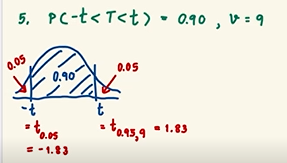 5. P(-t<T<t) = 0.90, v = 9
0.05 0.05
0.90
-t t
= t₀.₀₅ = t₀.₉₅,₉ = 1.83
= -1.83